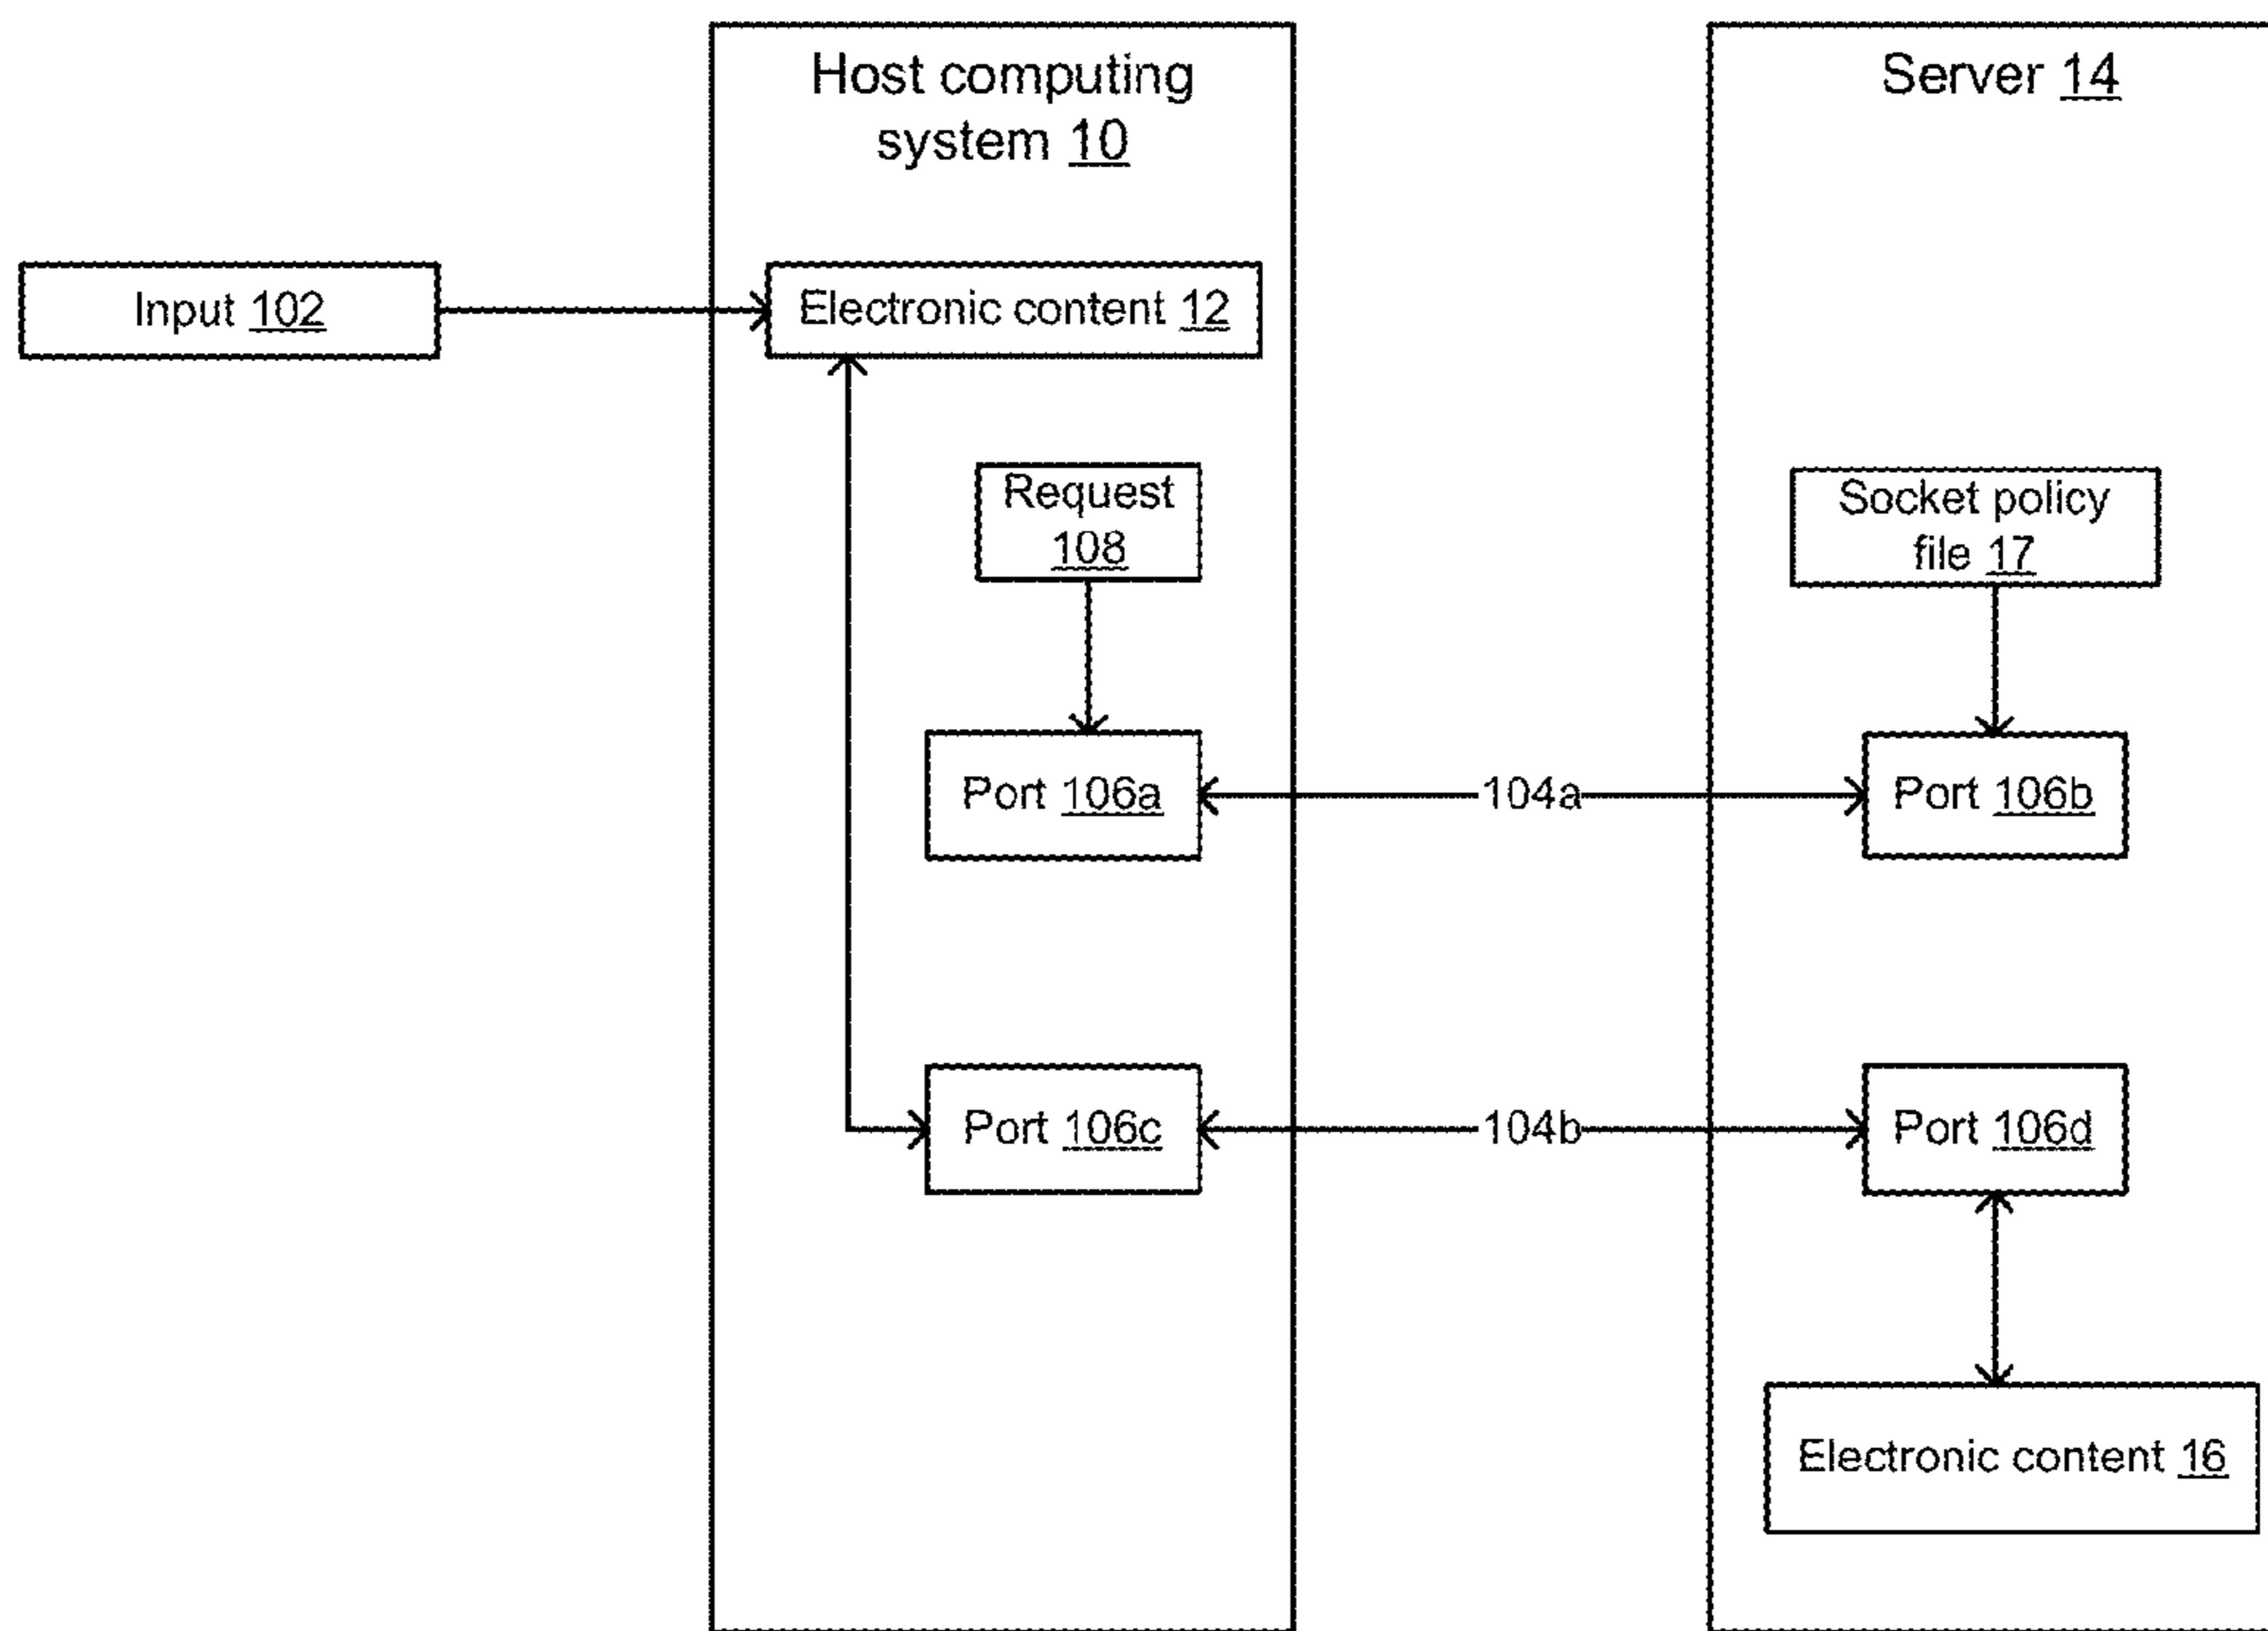 Host computing
system 10
Server 14
Input 102
Electronic content 12
Request
108
Socket policy
file 17
Port 106a
104a
Port 106b
Port 106c
104b
Port 106d
Electronic content 16